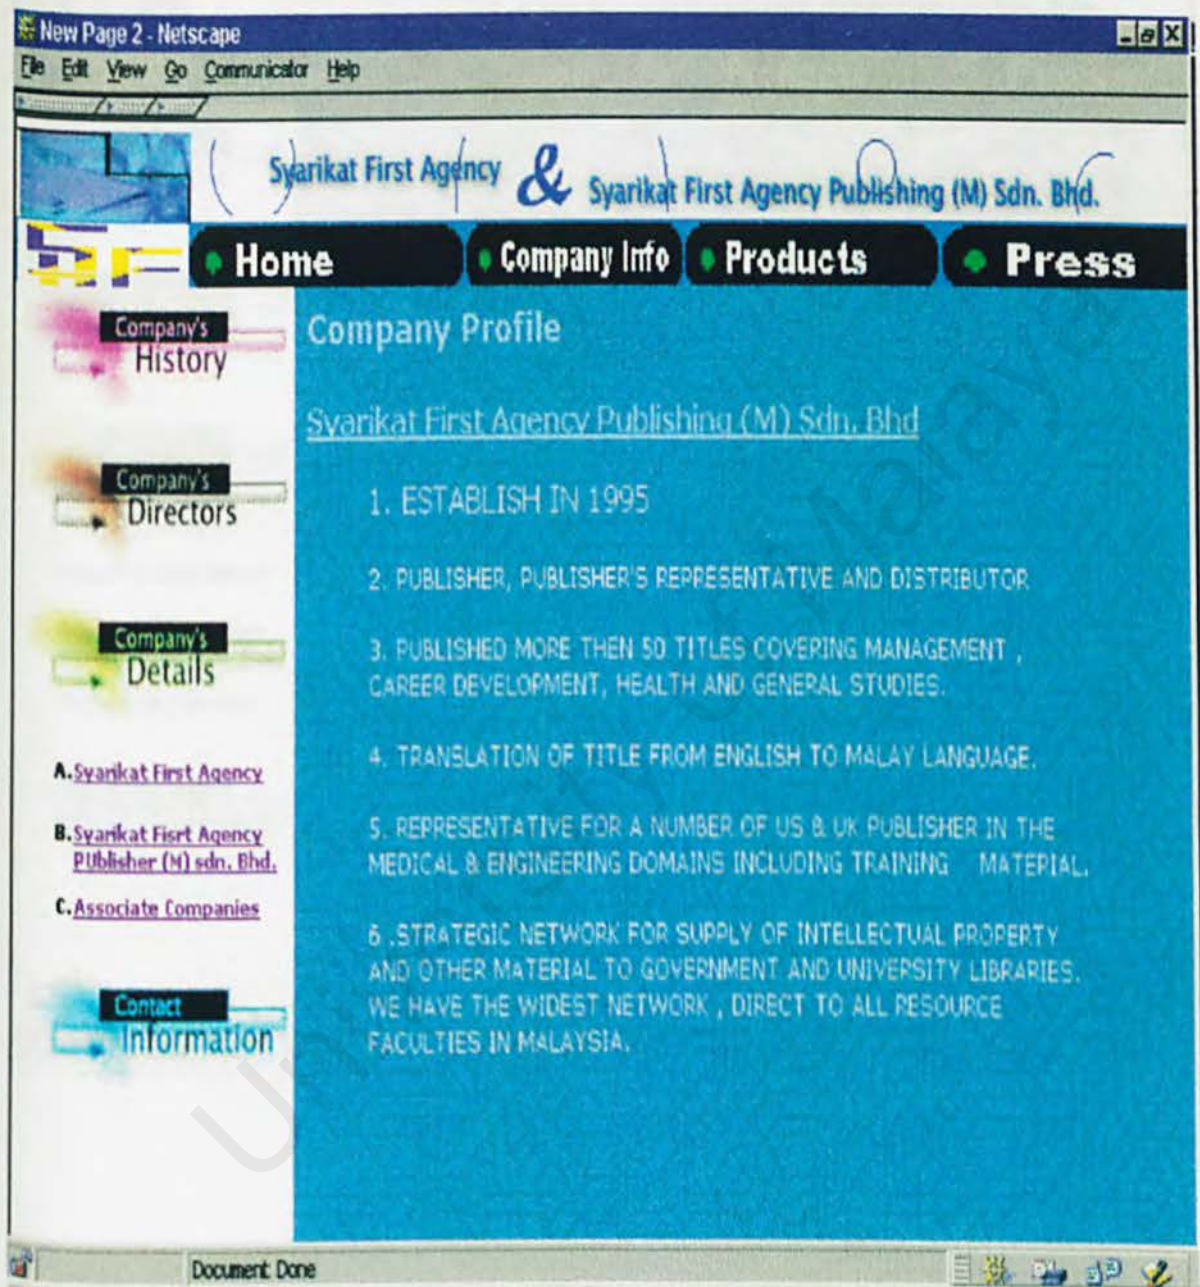 New Page 2 - Netscape
File Edit View Go Communicator Help
Syarikat First Agency & Syarikat First Agency Publishing (M) Sdn. Bhd.
Home Company Info Products Press
Company's
History
Company's
Directors
Company's
Details
A. Syarikat First Agency
B. Syarikat Fisrt Agency
PUblisher (M) sdn. Bhd.
C. Associate Companies
Contact
Information
Company Profile
Syarikat First Agency Publishing (M) Sdn. Bhd
1. ESTABLISH IN 1995
2. PUBLISHER, PUBLISHER'S REPRESENTATIVE AND DISTRIBUTOR
3. PUBLISHED MORE THEN 50 TITLES COVERING MANAGEMENT ,
CAREER DEVELOPMENT, HEALTH AND GENERAL STUDIES.
4. TRANSLATION OF TITLE FROM ENGLISH TO MALAY LANGUAGE.
5. REPRESENTATIVE FOR A NUMBER OF US & UK PUBLISHER IN THE
MEDICAL & ENGINEERING DOMAINS INCLUDING TRAINING MATERIAL.
6 .STRATEGIC NETWORK FOR SUPPLY OF INTELLECTUAL PROPERTY
AND OTHER MATERIAL TO GOVERNMENT AND UNIVERSITY LIBRARIES.
WE HAVE THE WIDEST NETWORK , DIRECT TO ALL RESOURCE
FACULTIES IN MALAYSIA.
Document: Done
University of Malaya